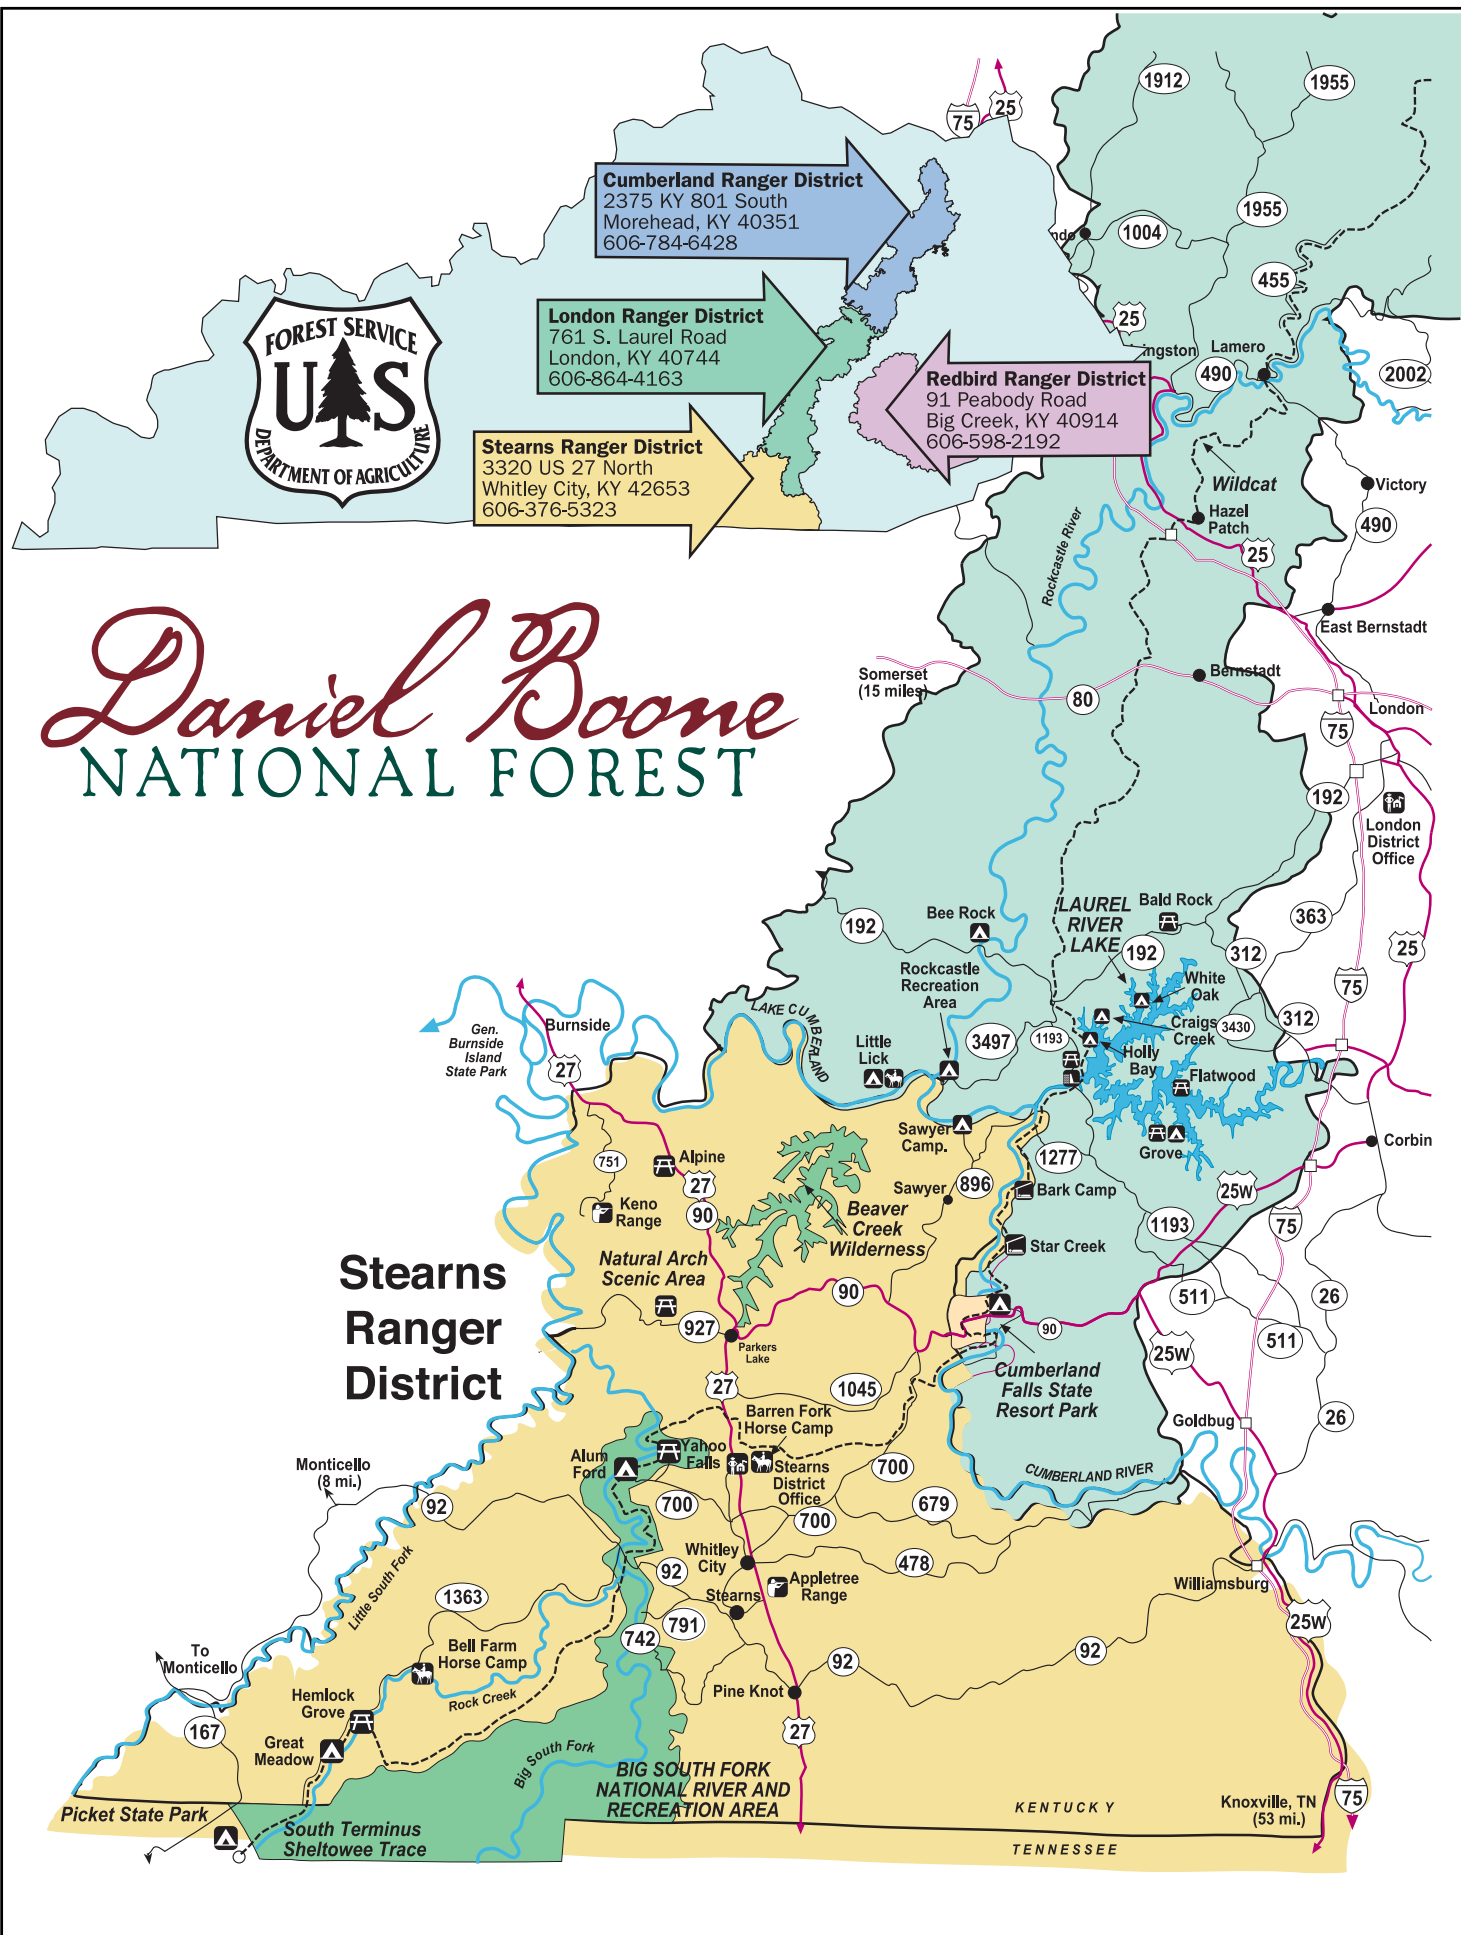 1912
1955
25
75
Cumberland Ranger District
2375 KY 801 South
Morehead, KY 40351
606-784-6428
1955
1004
ndo
455
London Ranger District
761 S. Laurel Road
London, KY 40744
606-864-4163
25
ngston
Lamero
490
2002
Redbird Ranger District
91 Peabody Road
Big Creek, KY 40914
606-598-2192
FOREST SERVICE
U S
DEPARTMENT OF AGRICULTURE
Stearns Ranger District
3320 US 27 North
Whitley City, KY 42653
606-376-5323
Wildcat
Victory
Hazel
Patch
490
25
Rockcastle River
East Bernstadt
Daniel Boone
NATIONAL FOREST
Somerset
(15 miles)
80
Bernstadt
London
75
192
London
District
Office
LAUREL
RIVER
LAKE
Bald Rock
Bee Rock
192
363
192
312
25
Rockcastle
Recreation
Area
White
Oak
75
Craigs
Creek
3430
312
LAKE CUMBERLAND
Gen.
Burnside
Island
State Park
Burnside
27
Little
Lick
3497
1193
Holly
Bay
Flatwood
Sawyer
Camp.
Grove
Corbin
751
Alpine
27
90
Keno
Range
Sawyer
896
1277
Bark Camp
25W
Beaver
Creek
Wilderness
1193
75
Star Creek
Natural Arch
Scenic Area
Stearns
Ranger
District
90
511
26
927
Parkers
Lake
90
511
25W
27
1045
Cumberland
Falls State
Resort Park
Goldbug
26
Barren Fork
Horse Camp
Monticello
(8 mi.)
Alum
Ford
Yahoo
Falls
Stearns
District
Office
700
CUMBERLAND RIVER
92
700
700
679
Little South Fork
Whitley
City
478
92
Appletree
Range
Williamsburg
1363
Stearns
25W
791
742
To
Monticello
Bell Farm
Horse Camp
92
92
Rock Creek
Hemlock
Grove
Pine Knot
167
Great
Meadow
27
Big South Fork
BIG SOUTH FORK
NATIONAL RIVER AND
RECREATION AREA
75
Knoxville, TN
(53 mi.)
KENTUCKY
TENNESSEE
Picket State Park
South Terminus
Sheltowee Trace